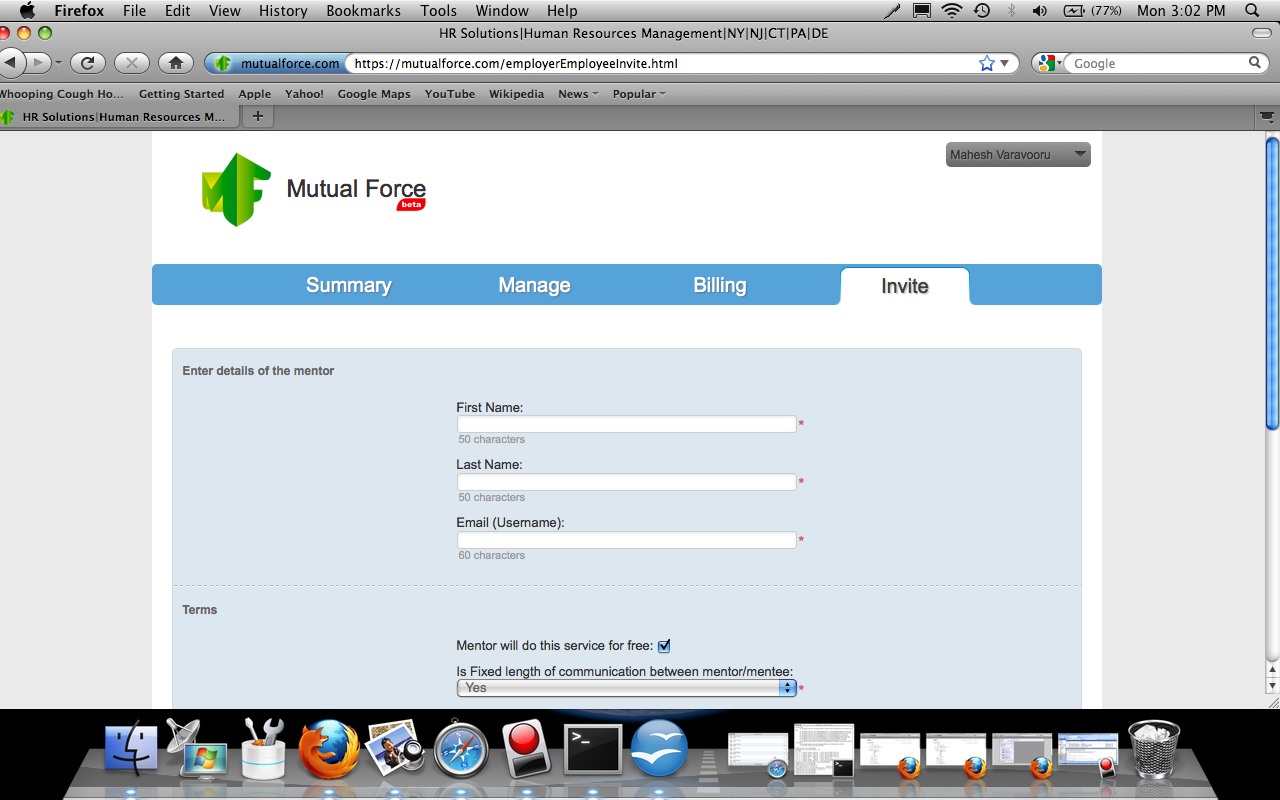 Firefox File Edit View History Bookmarks Tools Window Help (77%) Mon 3:02 PM
HR Solutions|Human Resources Management|NY|NJ|CT|PA|DE
mutualforce.com https://mutualforce.com/employerEmployeeInvite.html Google
Whooping Cough Ho... Getting Started Apple Yahoo! Google Maps YouTube Wikipedia News Popular
HR Solutions|Human Resources M... +
Mahesh Varavooru
MF Mutual Force
beta
Summary Manage Billing Invite
Enter details of the mentor
First Name:
*
50 characters
Last Name:
*
50 characters
Email (Username):
*
60 characters
Terms
Mentor will do this service for free:
Is Fixed length of communication between mentor/mentee:
Yes *
>_